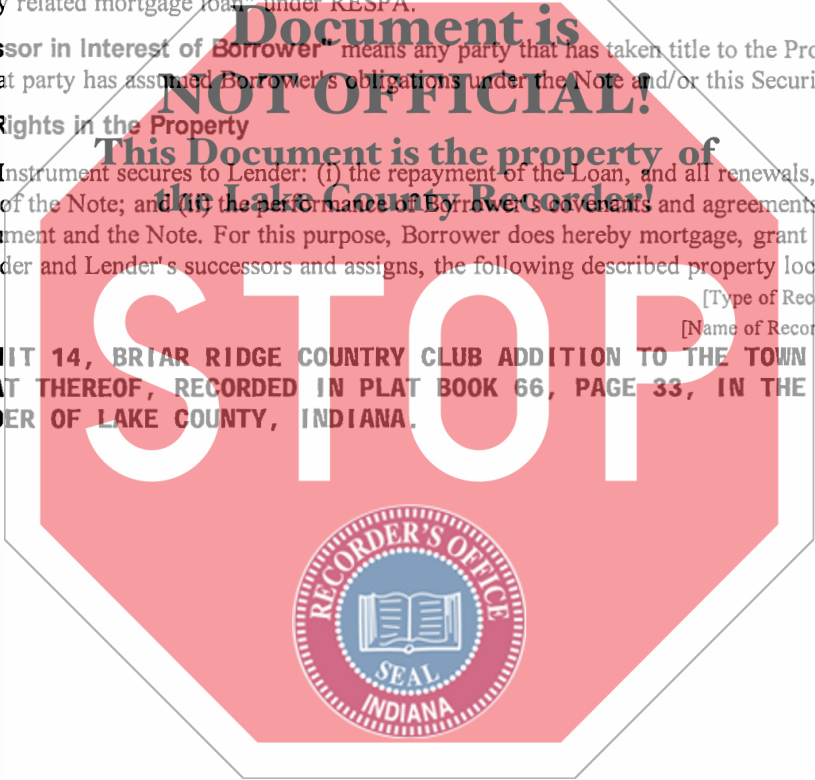 y related mortgage loan" under RESPA.
Document is
ssor in Interest of Borrower" means any party that has taken title to the Pro
at party has assumed Borrower's obligations under the Note and/or this Securi
NOT OFFICIAL!
Rights in the Property
This Document is the property of
Instrument secures to Lender: (i) the repayment of the Loan, and all renewals,
the Lake County Recorder!
of the Note; and (ii) the performance of Borrower's covenants and agreements
ment and the Note. For this purpose, Borrower does hereby mortgage, grant
der and Lender's successors and assigns, the following described property loc
[Type of Rec
[Name of Recor
STOP
IT 14, BRIAR RIDGE COUNTRY CLUB ADDITION TO THE TOWN
AT THEREOF, RECORDED IN PLAT BOOK 66, PAGE 33, IN THE
DER OF LAKE COUNTY, INDIANA.
RECORDER'S OFFICE
SEAL
INDIANA